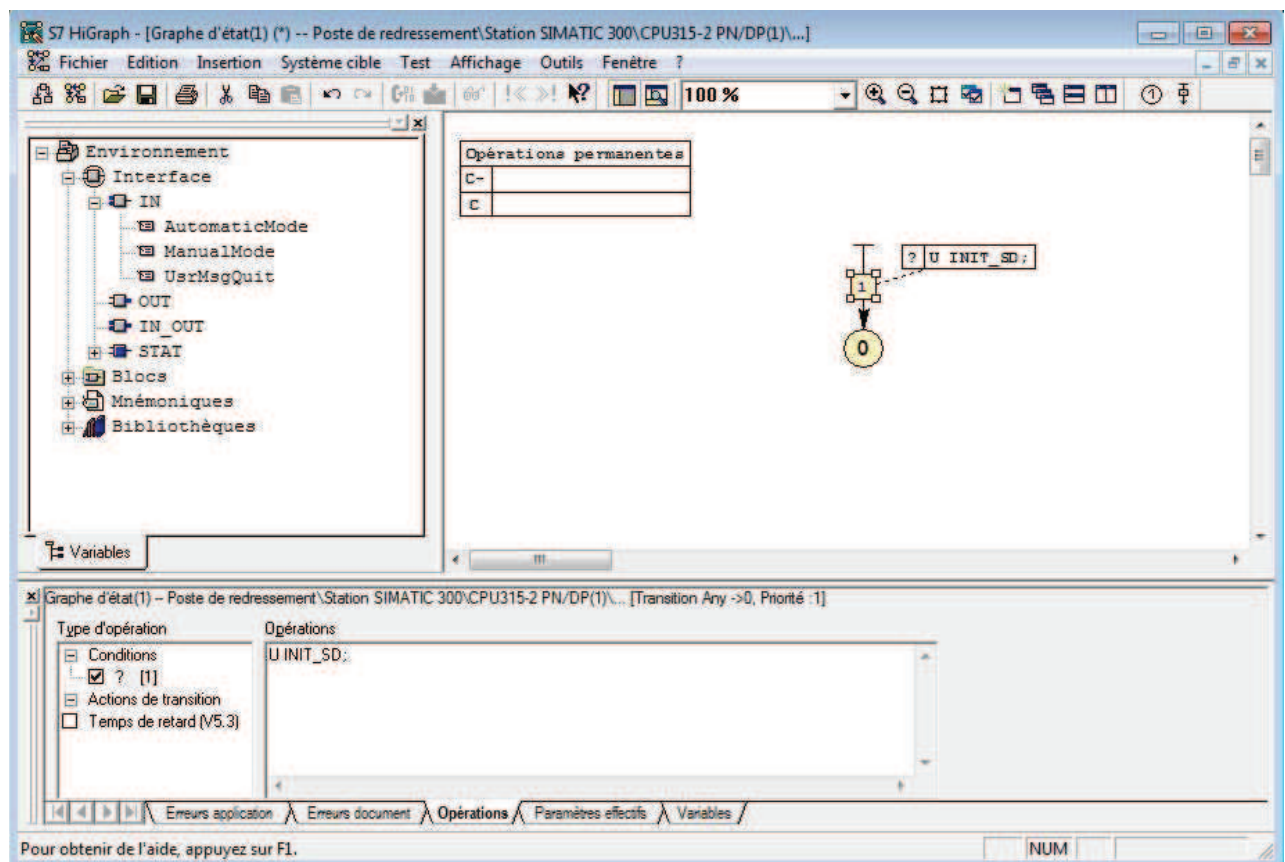 S7 HiGraph - [Graphe d'état(1) (*) -- Poste de redressement\Station SIMATIC 300\CPU315-2 PN/DP(1)\...]
Fichier Edition Insertion Système cible Test Affichage Outils Fenêtre ?
100 %
Environnement
Interface
IN
AutomaticMode
ManualMode
UsrMsgQuit
OUT
IN_OUT
STAT
Blocs
Mnémoniques
Bibliothèques
Variables
Opérations permanentes
C-
C
? U INIT_SD;
1
0
Graphe d'état(1) -- Poste de redressement\Station SIMATIC 300\CPU315-2 PN/DP(1)\... [Transition Any ->0, Priorité :1]
Type d'opération
Opérations
Conditions
? [1]
Actions de transition
Temps de retard (V5.3)
U INIT_SD;
Erreurs application Erreurs document Opérations Paramètres effectifs Variables
Pour obtenir de l'aide, appuyez sur F1.
NUM